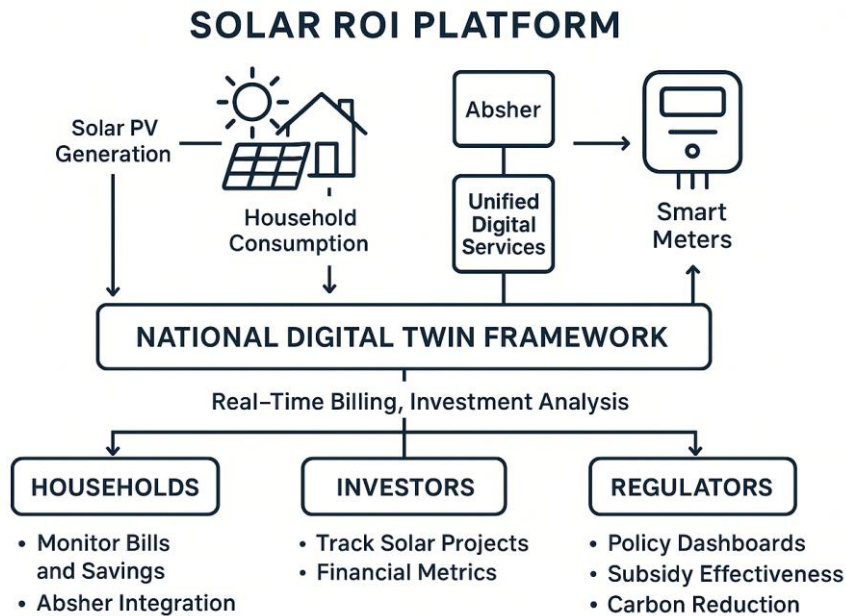 SOLAR ROI PLATFORM
Solar PV
Generation
Household
Consumption
Absher
Unified
Digital
Services
Smart
Meters
NATIONAL DIGITAL TWIN FRAMEWORK
Real-Time Billing, Investment Analysis
HOUSEHOLDS
• Monitor Bills
and Savings
• Absher Integration
INVESTORS
• Track Solar Projects
• Financial Metrics
REGULATORS
• Policy Dashboards
• Subsidy Effectiveness
• Carbon Reduction